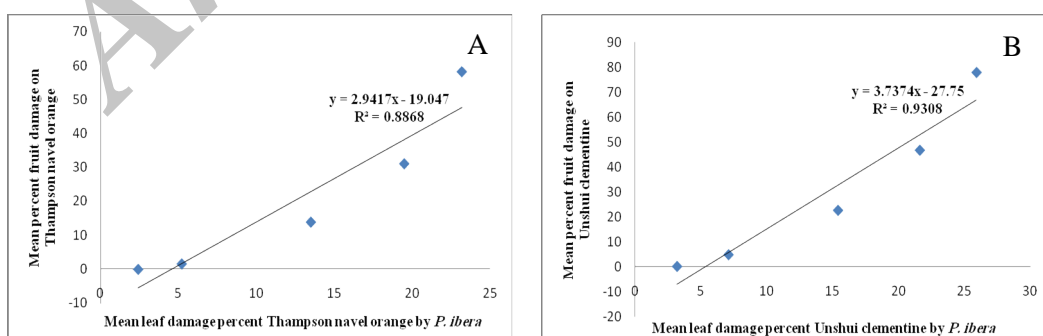 A
Mean percent fruit damage on
Thampson navel orange
70
60
50
40
30
20
10
0
-10
y = 2.9417x - 19.047
R² = 0.8868
0
5
10
15
20
25
Mean leaf damage percent Thampson navel orange by P. ibera
B
Mean percent fruit damage on
Unshui clementine
90
80
70
60
50
40
30
20
10
0
-10
-20
y = 3.7374x - 27.75
R² = 0.9308
0
5
10
15
20
25
30
Mean leaf damage percent Unshui clementine by P. ibera